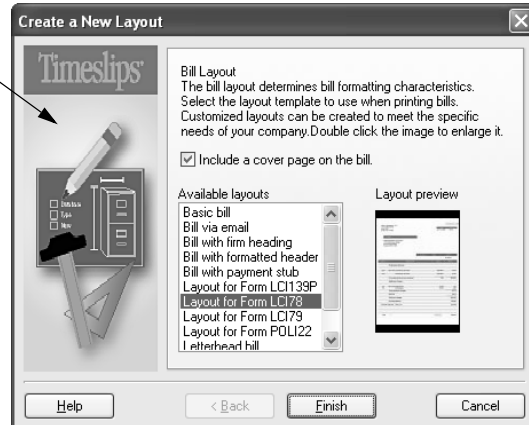 Create a New Layout
Timeslips
Bill Layout
The bill layout determines bill formatting characteristics.
Select the layout template to use when printing bills.
Customized layouts can be created to meet the specific
needs of your company.Double click the image to enlarge it.
Include a cover page on the bill.
Available layouts
Layout preview
Basic bill
Bill via email
Bill with firm heading
Bill with formatted header
Bill with payment stub
Layout for Form LCI139P
Layout for Form LCI78
Layout for Form LCI79
Layout for Form POLI22
Letterhead bill
Help
< Back
Finish
Cancel